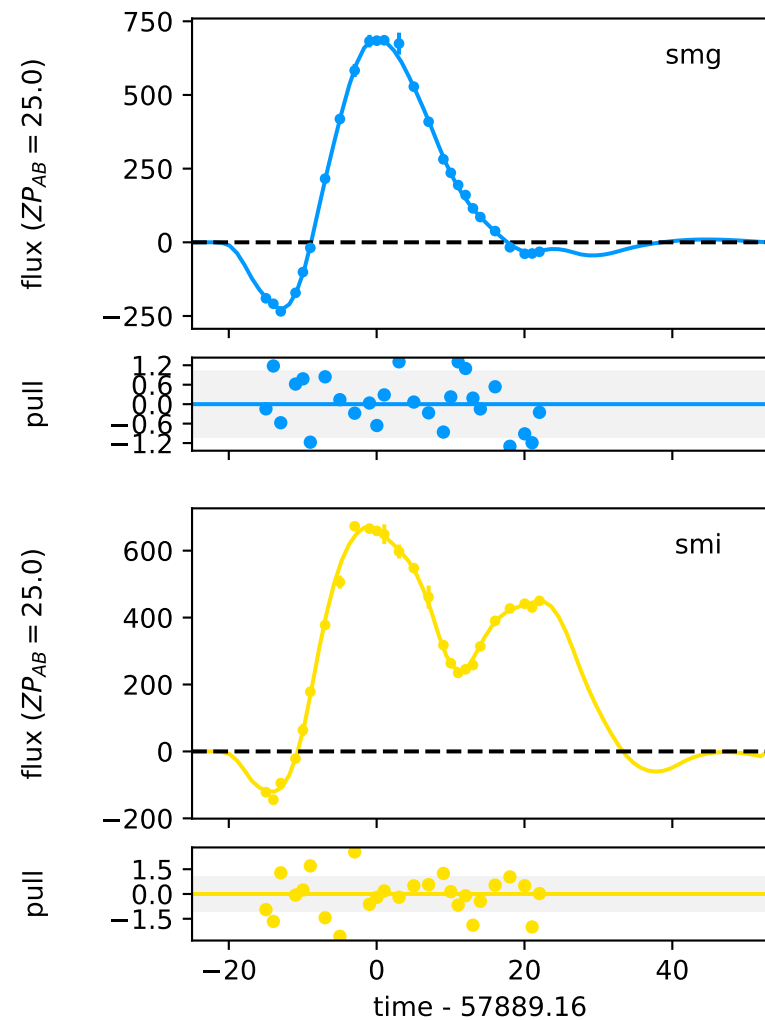 750
500
250
0
−250
flux (ZP_AB = 25.0)
smg
1.2
0.6
0.0
−0.6
−1.2
pull
600
400
200
0
−200
flux (ZP_AB = 25.0)
smi
1.5
0.0
−1.5
pull
−20 0 20 40
time - 57889.16